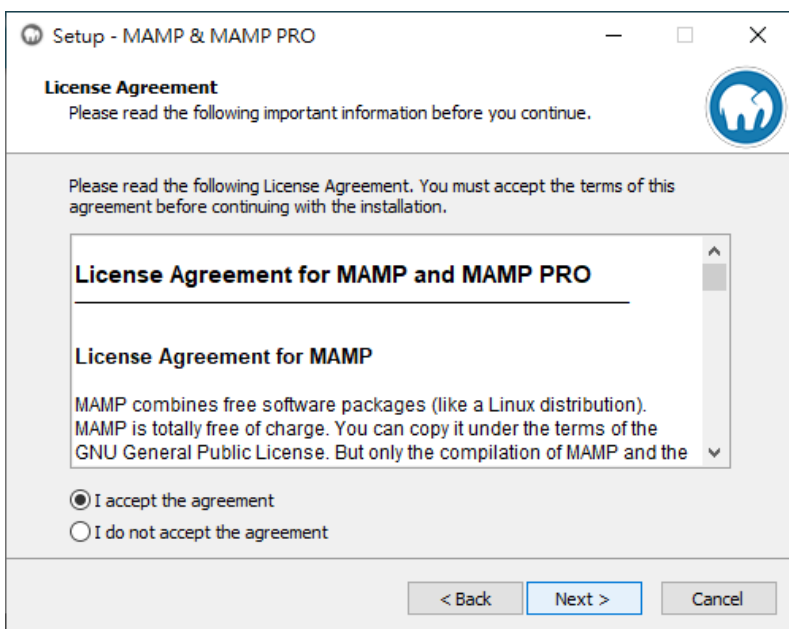 Setup - MAMP & MAMP PRO
License Agreement
Please read the following important information before you continue.
Please read the following License Agreement. You must accept the terms of this
agreement before continuing with the installation.
License Agreement for MAMP and MAMP PRO
License Agreement for MAMP
MAMP combines free software packages (like a Linux distribution).
MAMP is totally free of charge. You can copy it under the terms of the
GNU General Public License. But only the compilation of MAMP and the
I accept the agreement
I do not accept the agreement
< Back Next > Cancel